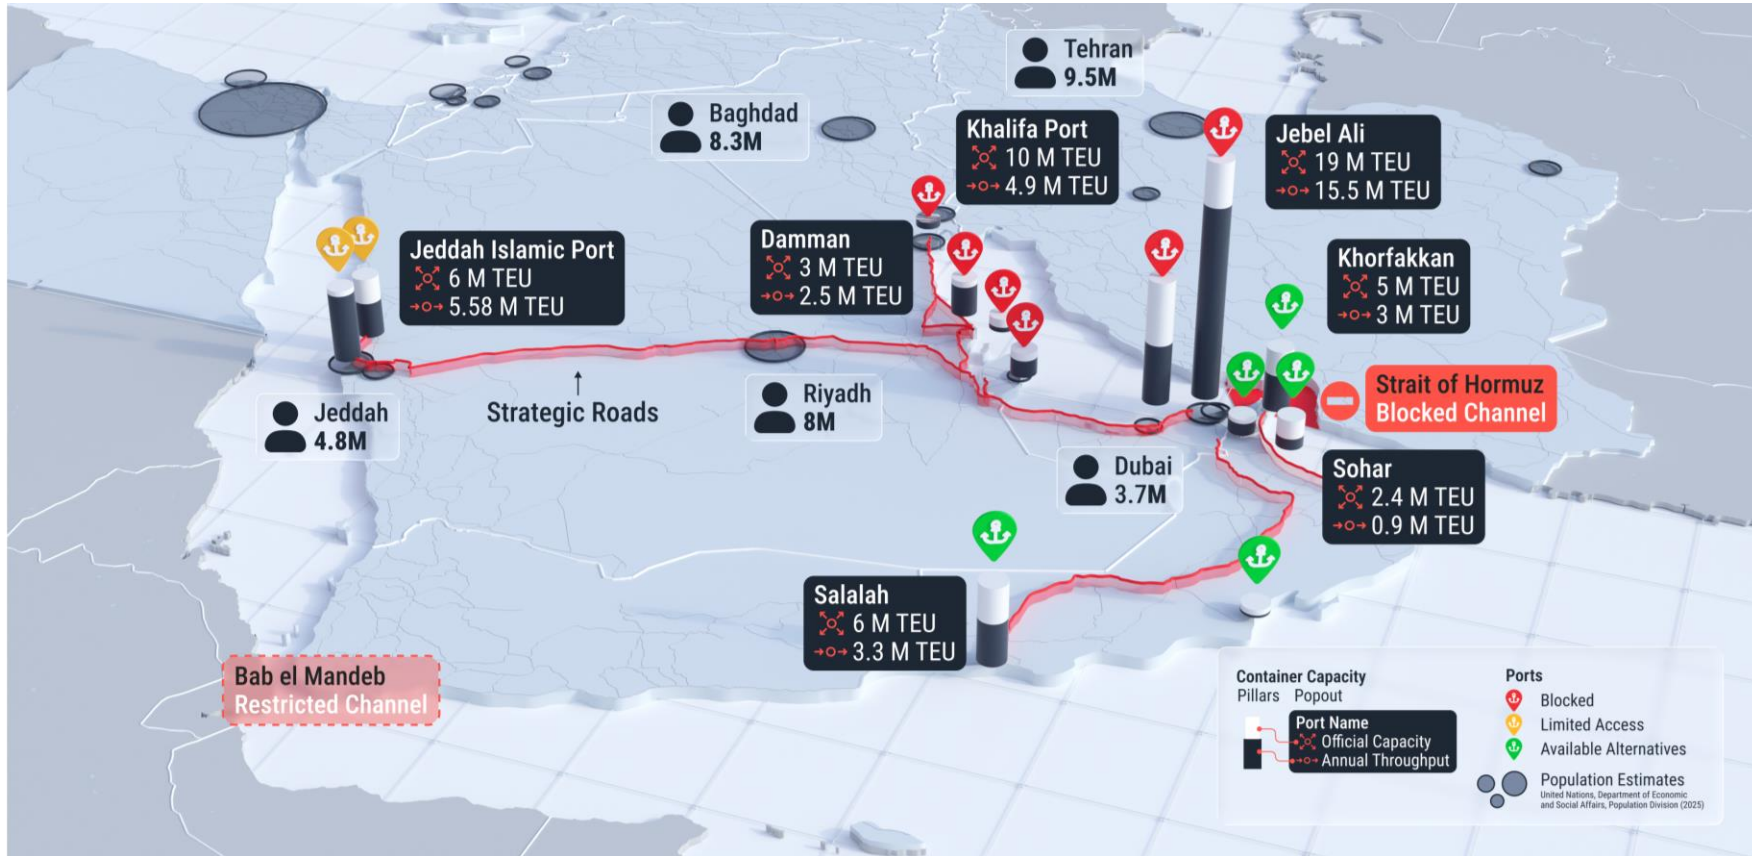 Tehran
9.5M
Baghdad
8.3M
Khalifa Port
10 M TEU
4.9 M TEU
Jebel Ali
19 M TEU
15.5 M TEU
Jeddah Islamic Port
6 M TEU
5.58 M TEU
Damman
3 M TEU
2.5 M TEU
Khorfakkan
5 M TEU
3 M TEU
Strategic Roads
Jeddah
4.8M
Riyadh
8M
Strait of Hormuz
Blocked Channel
Dubai
3.7M
Sohar
2.4 M TEU
0.9 M TEU
Salalah
6 M TEU
3.3 M TEU
Bab el Mandeb
Restricted Channel
Container Capacity
Pillars Popout
Port Name
Official Capacity
Annual Throughput
Ports
Blocked
Limited Access
Available Alternatives
Population Estimates
United Nations, Department of Economic
and Social Affairs, Population Division (2025)